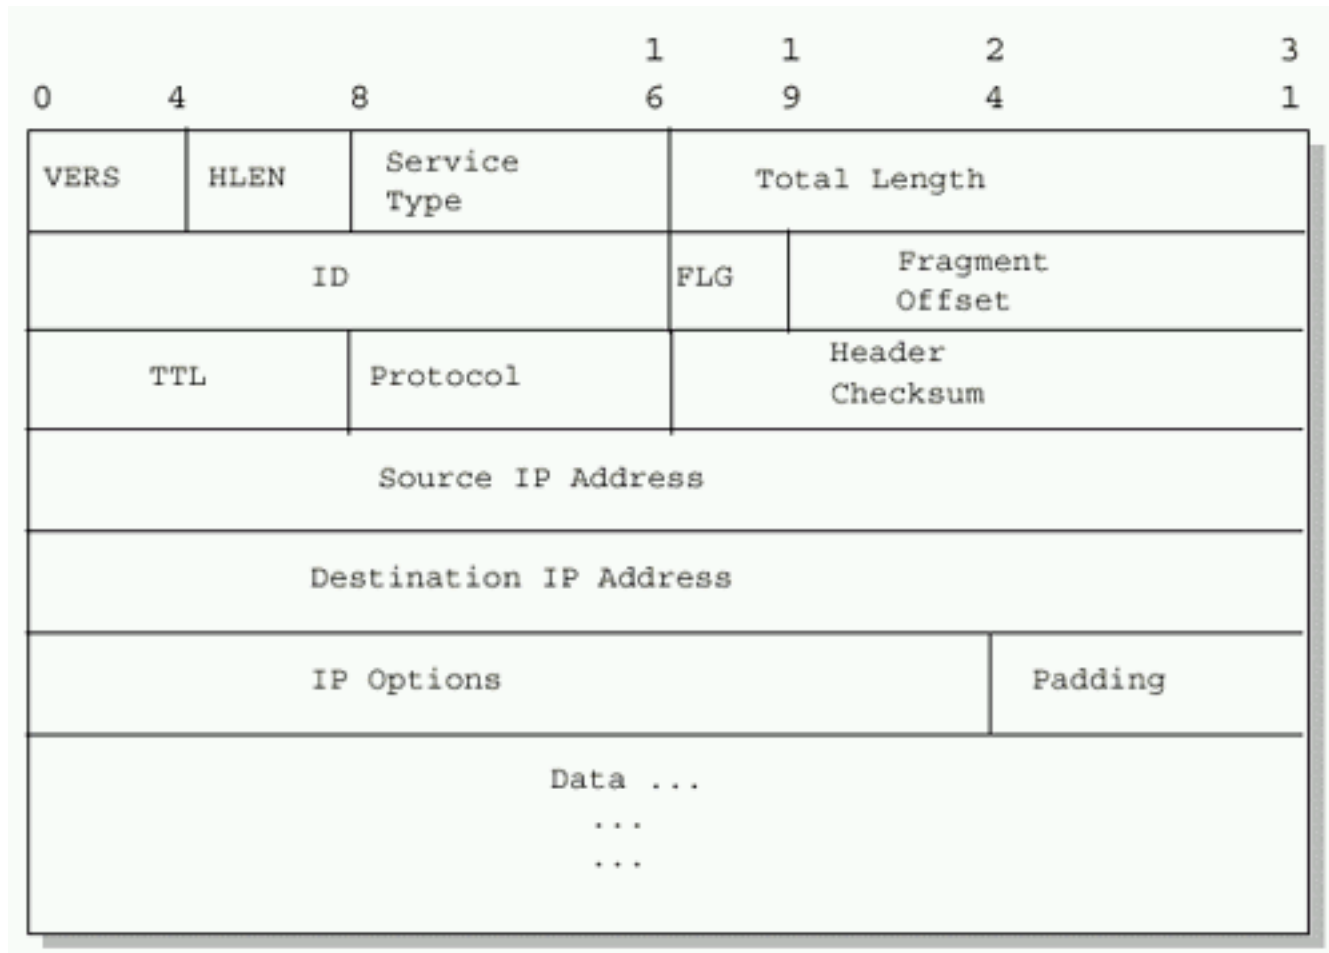 1 1 2 3
0 4 8 6 9 4 1
VERS HLEN Service Type Total Length
ID FLG Fragment Offset
TTL Protocol Header Checksum
Source IP Address
Destination IP Address
IP Options Padding
Data ...
...
...